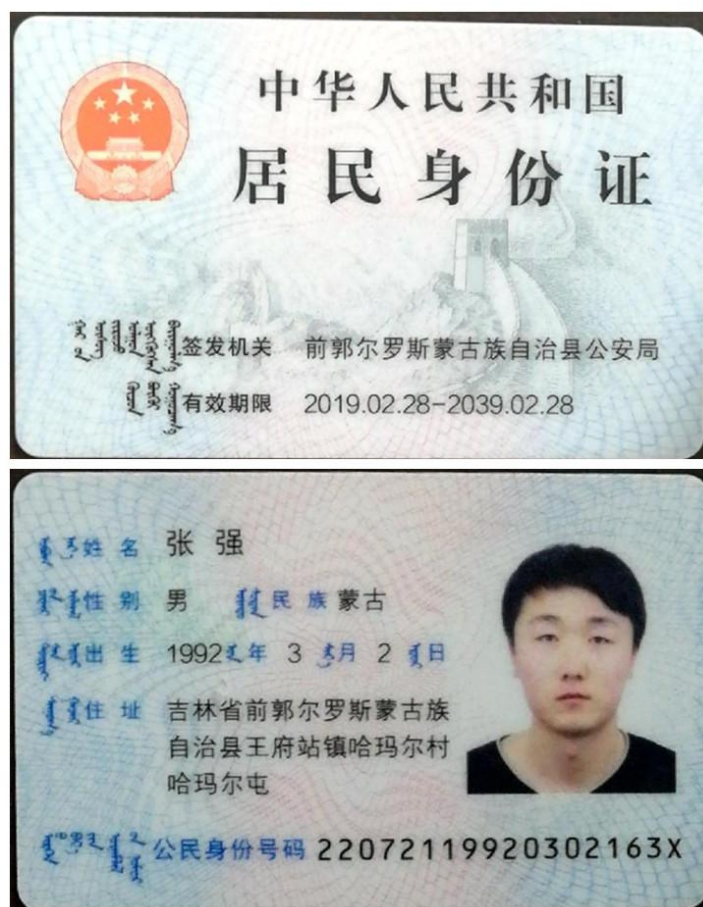 中华人民共和国
居民身份证
签发机关 前郭尔罗斯蒙古族自治县公安局
有效期限 2019.02.28-2039.02.28
姓名 张强
性别 男 民族 蒙古
出生 1992年3月2日
住址 吉林省前郭尔罗斯蒙古族
自治县王府站镇哈玛尔村
哈玛尔屯
公民身份号码 22072119920302163X